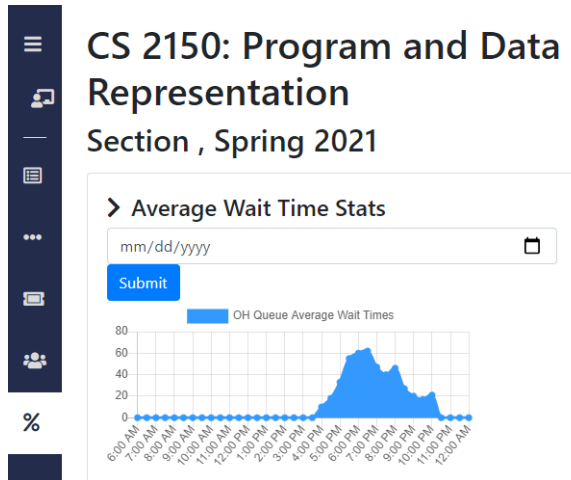 CS 2150: Program and Data
Representation
Section , Spring 2021
Average Wait Time Stats
mm/dd/yyyy
Submit
OH Queue Average Wait Times
80
60
40
20
0
6:00 AM
7:00 AM
8:00 AM
9:00 AM
10:00 AM
11:00 AM
12:00 PM
1:00 PM
2:00 PM
3:00 PM
4:00 PM
5:00 PM
6:00 PM
7:00 PM
8:00 PM
9:00 PM
10:00 PM
11:00 PM
12:00 AM
%